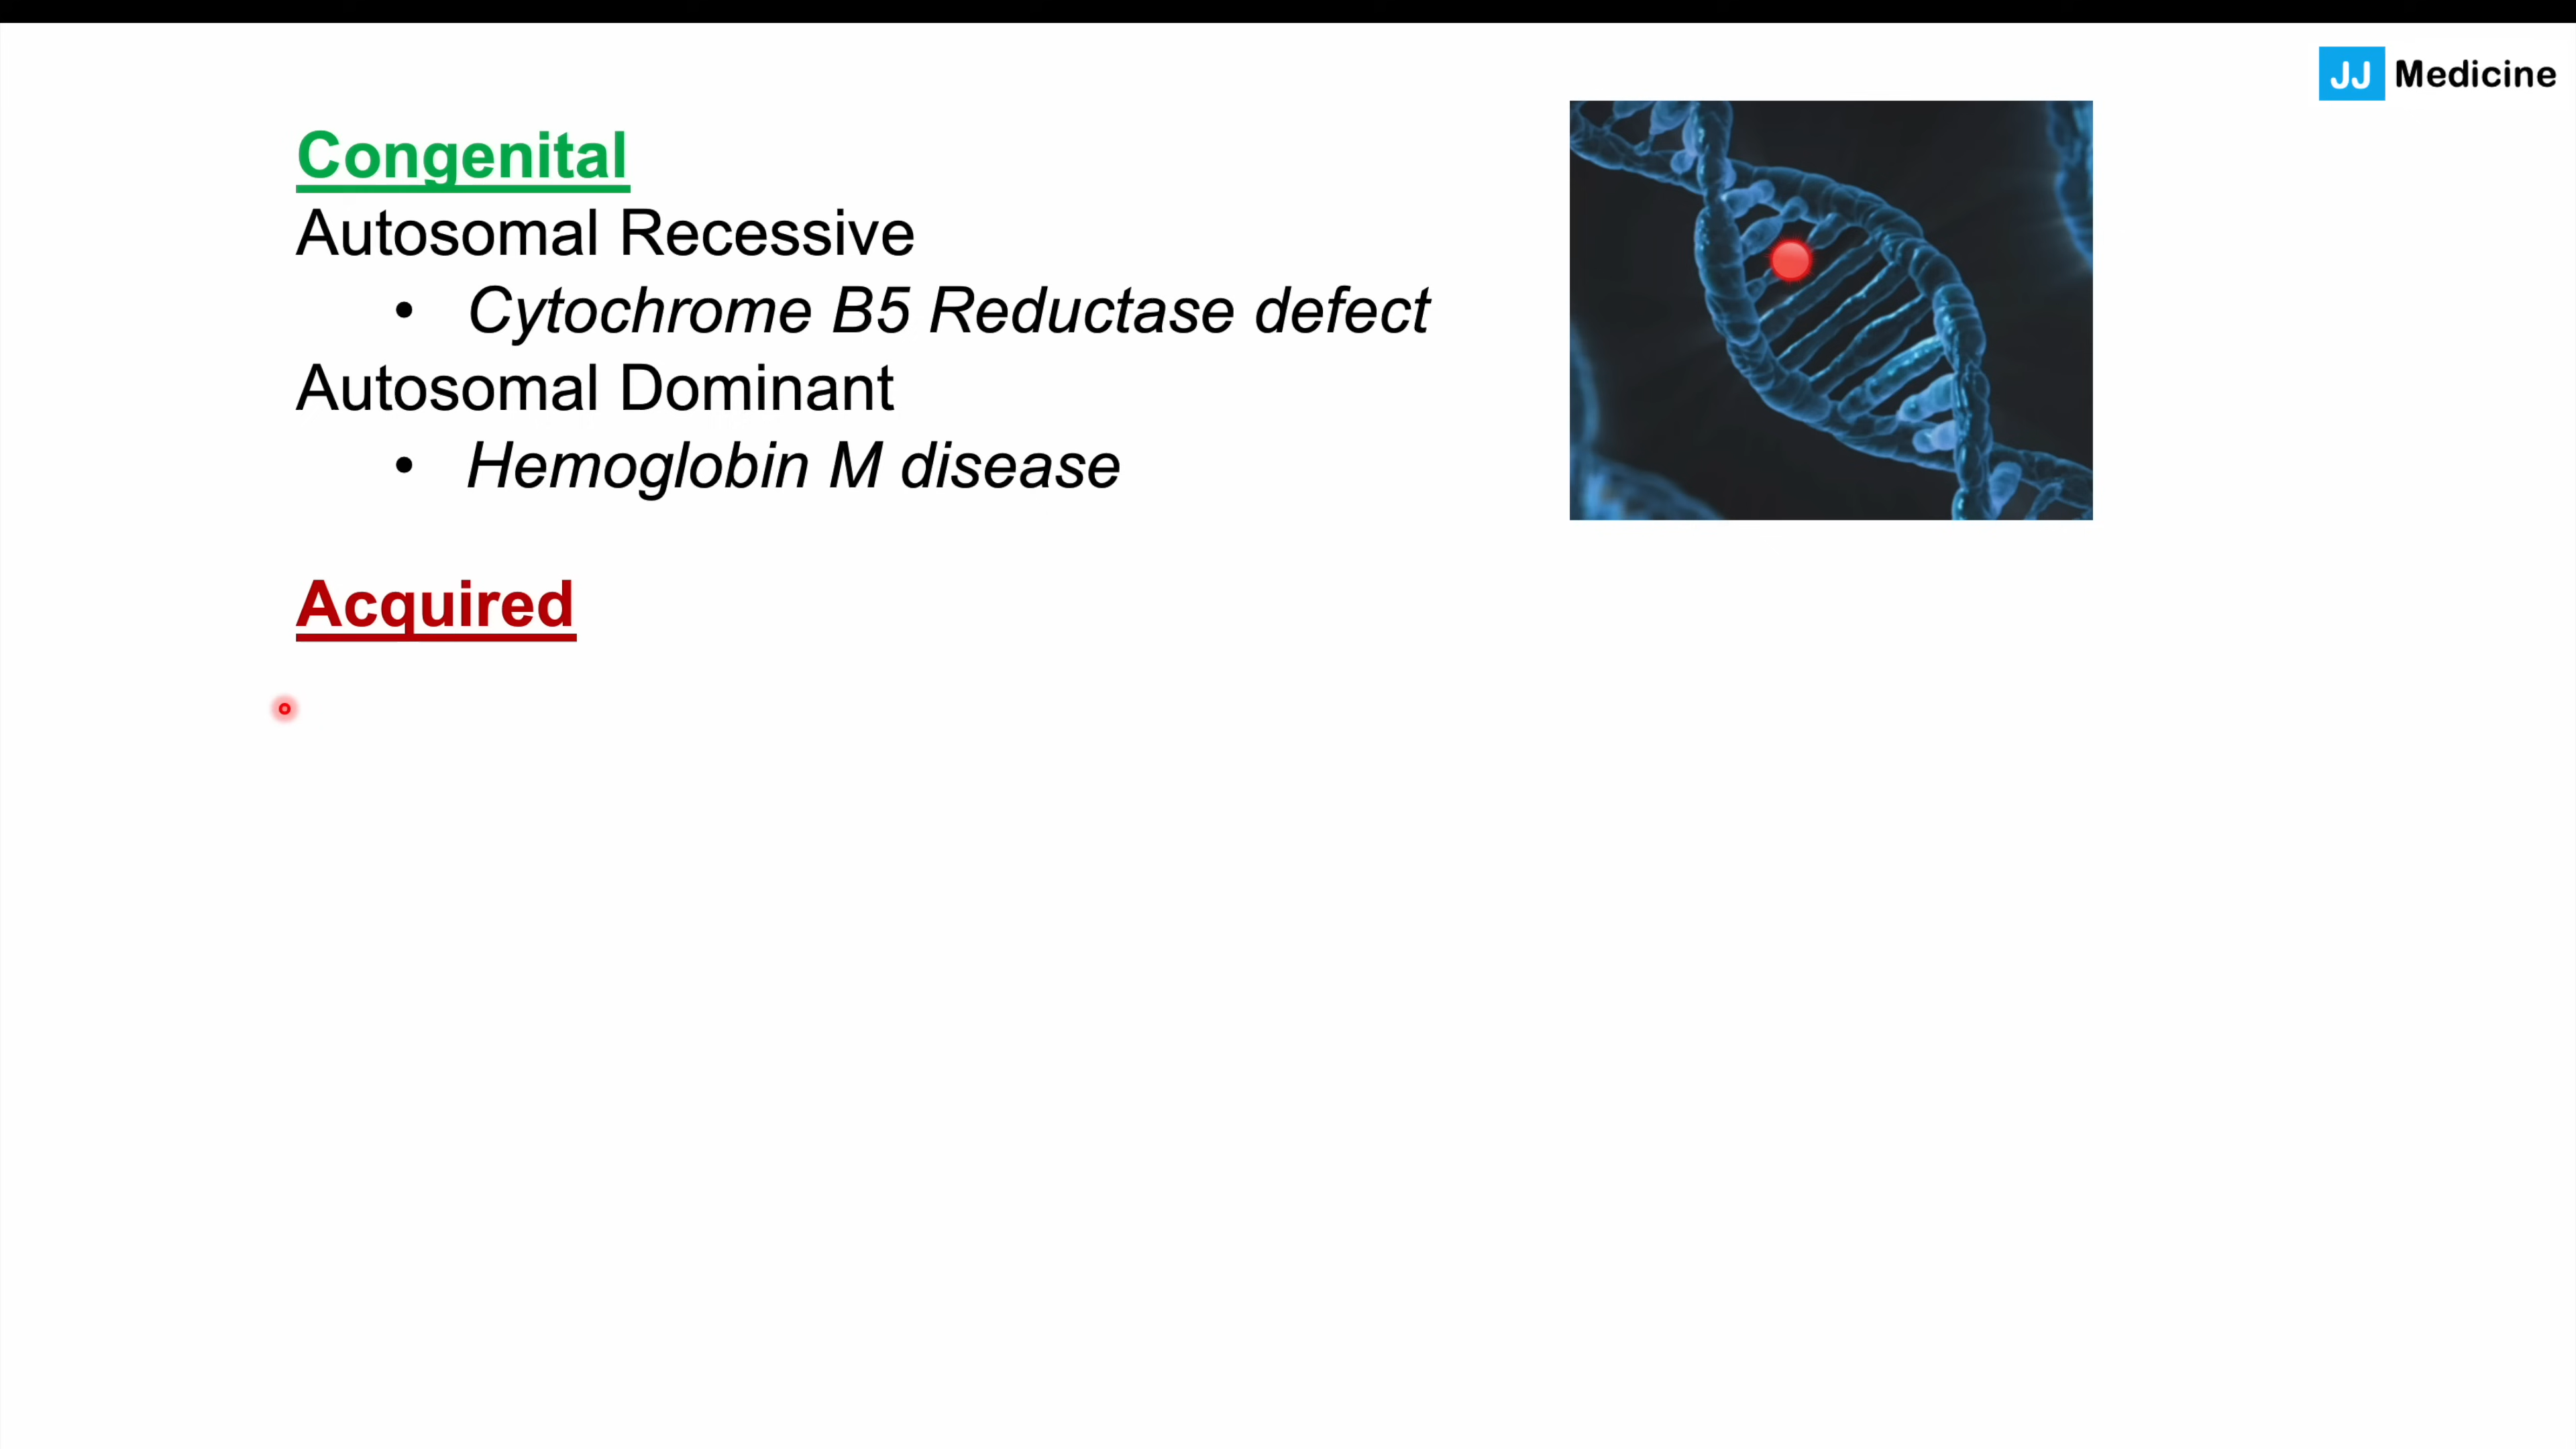 JJ Medicine
Congenital
Autosomal Recessive
• Cytochrome B5 Reductase defect
Autosomal Dominant
• Hemoglobin M disease
Acquired